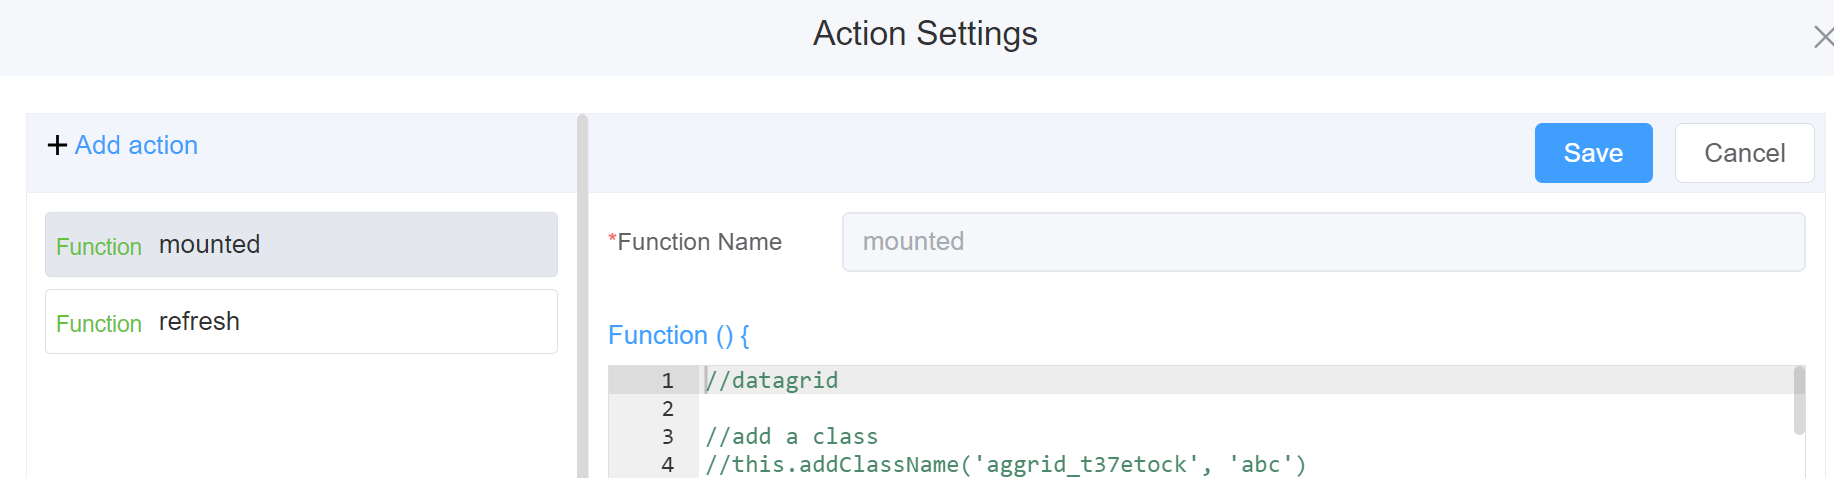 Action Settings
Add action
Save
Cancel
Function mounted
Function refresh
*Function Name
mounted
Function () {
1 //datagrid
2
3 //add a class
4 //this.addClassName('aggrid_t37etock', 'abc')